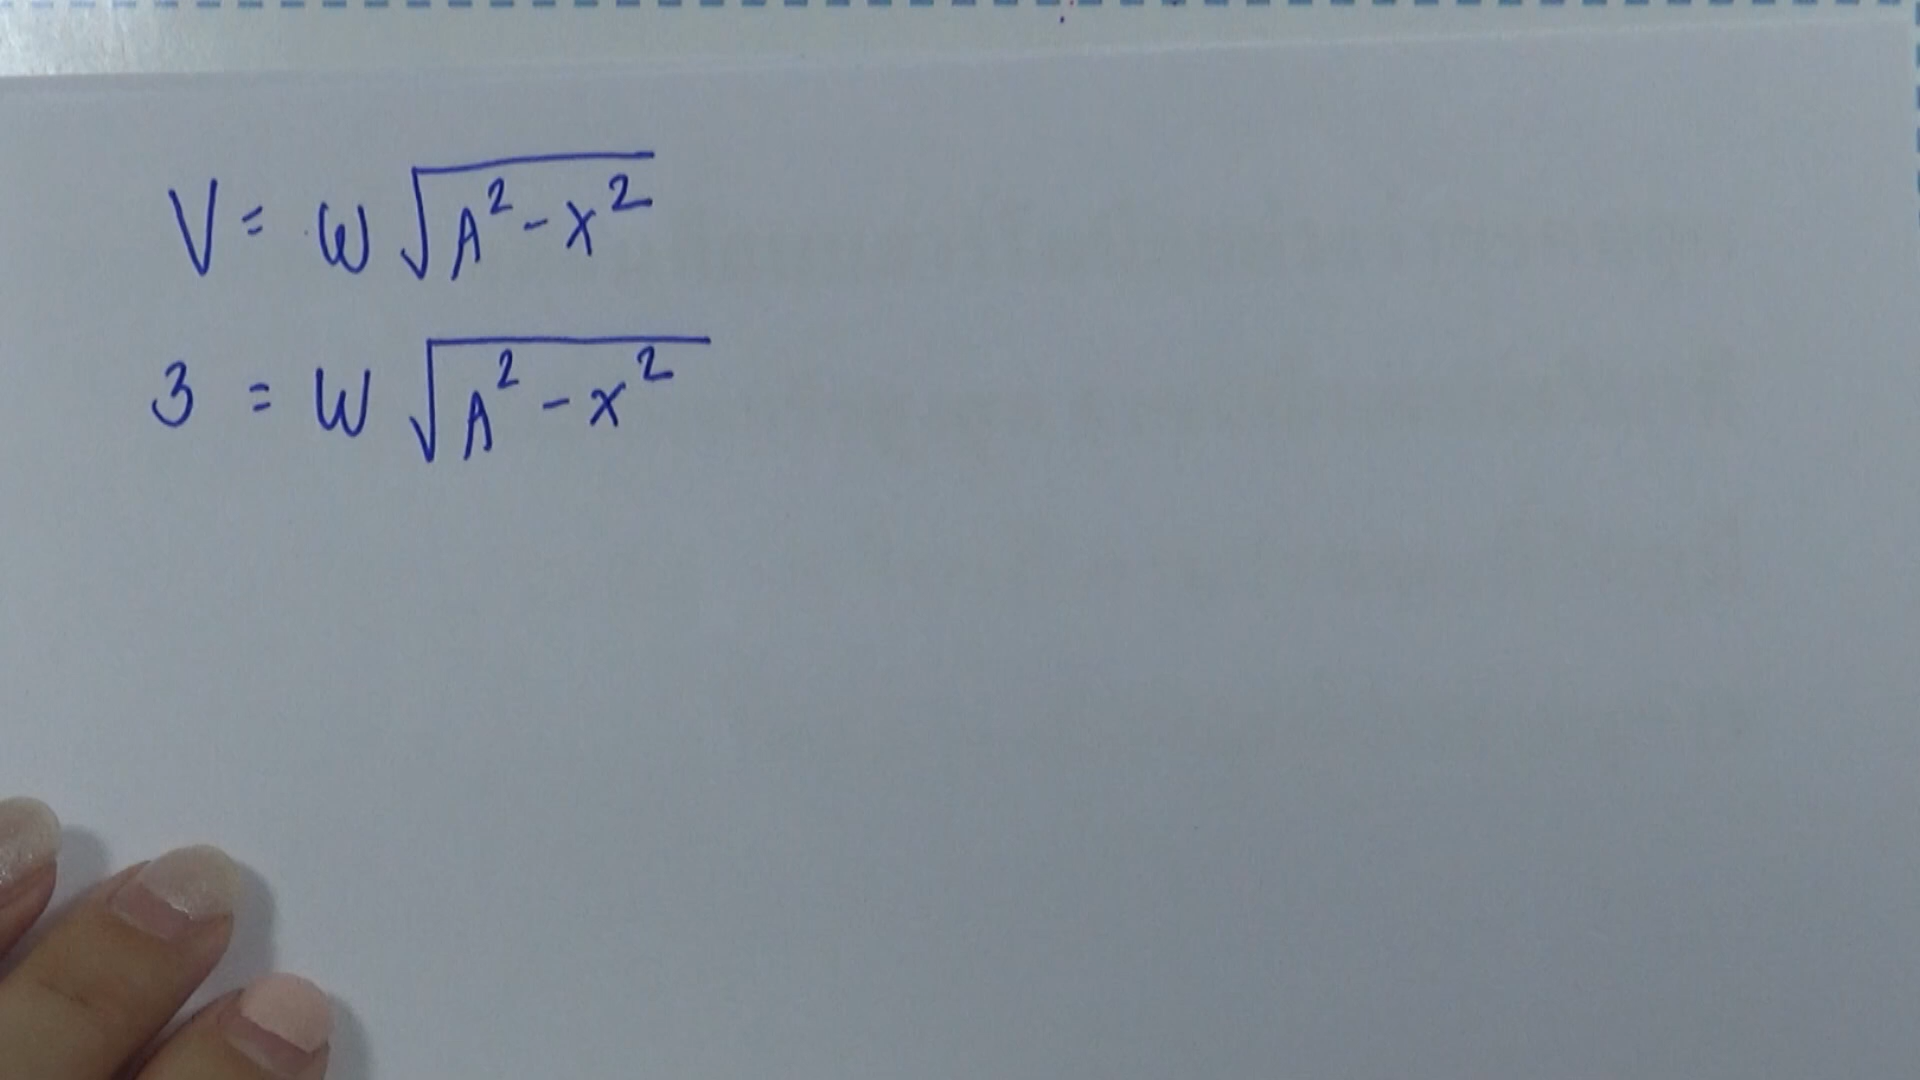 V = ω √(A² - x²)
3 = ω √(A² - x²)